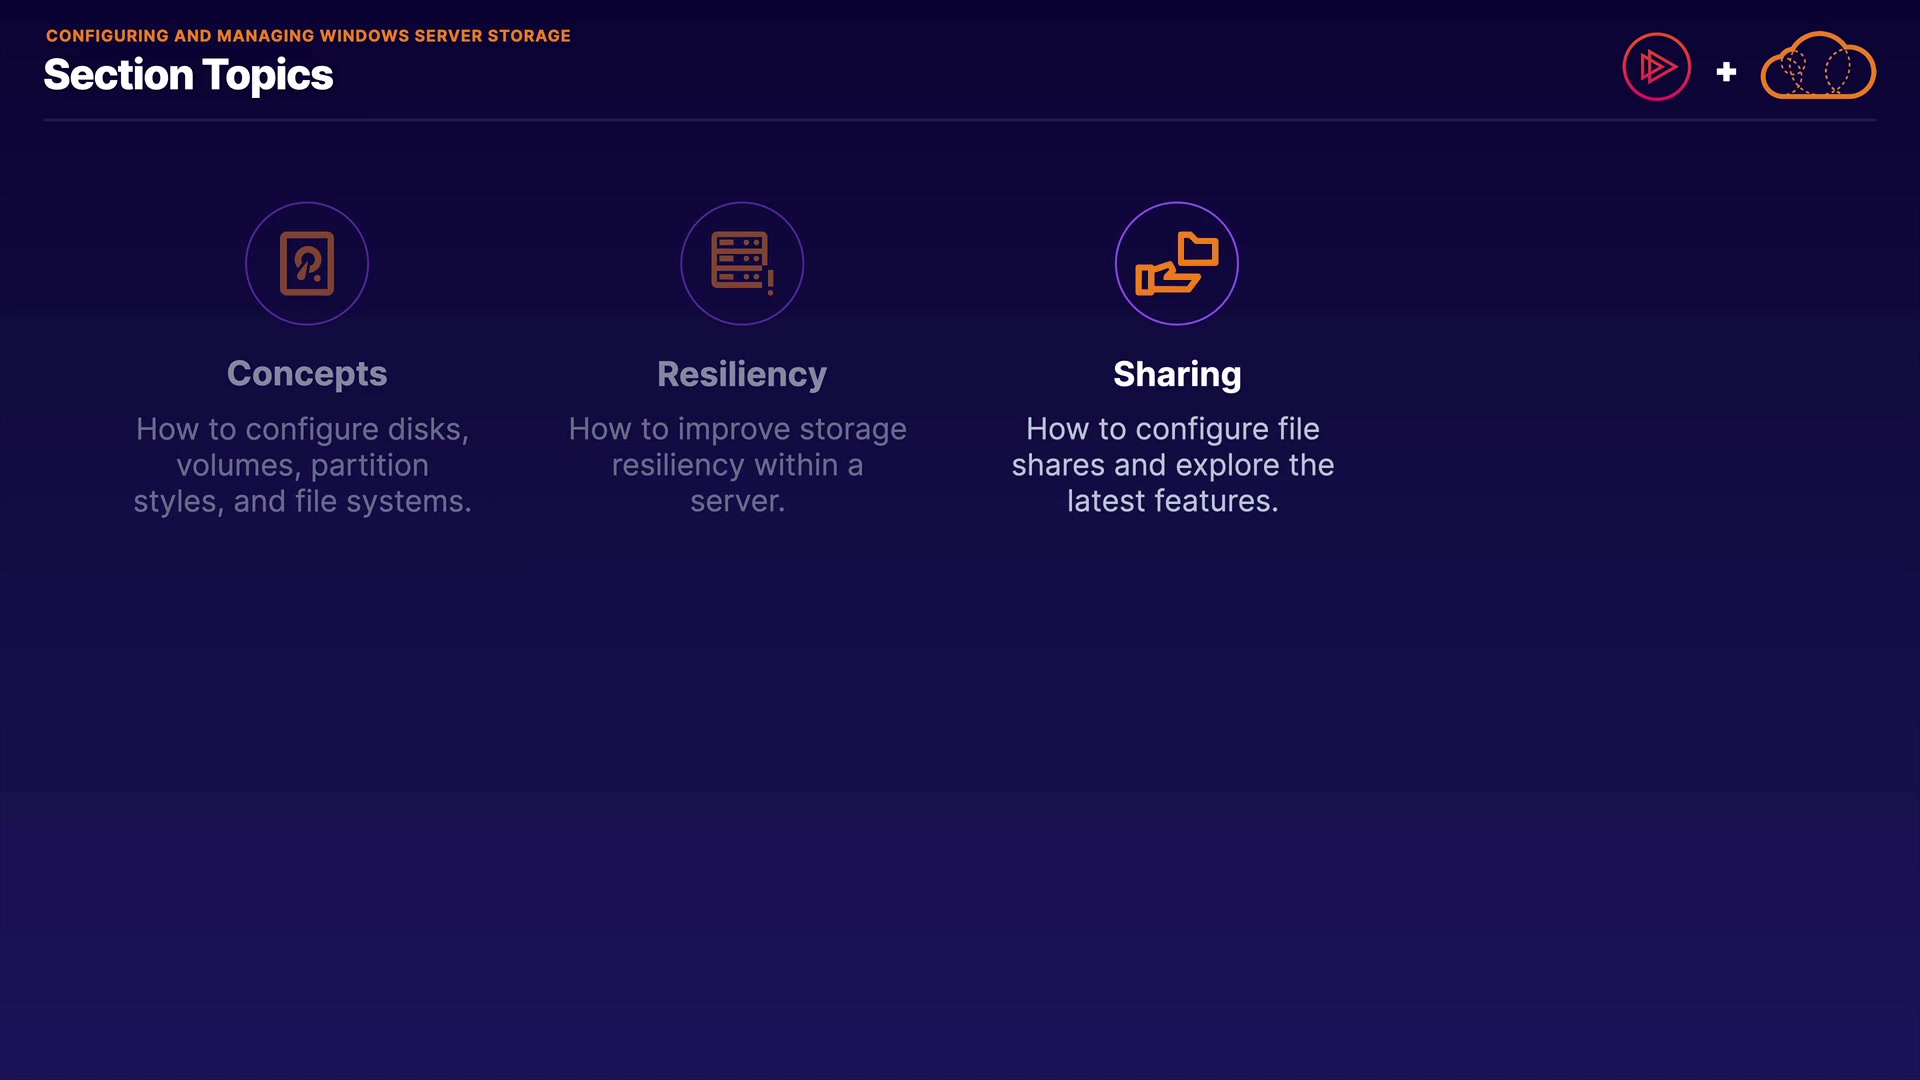 CONFIGURING AND MANAGING WINDOWS SERVER STORAGE
Section Topics
Concepts
How to configure disks,
volumes, partition
styles, and file systems.
Resiliency
How to improve storage
resiliency within a
server.
Sharing
How to configure file
shares and explore the
latest features.